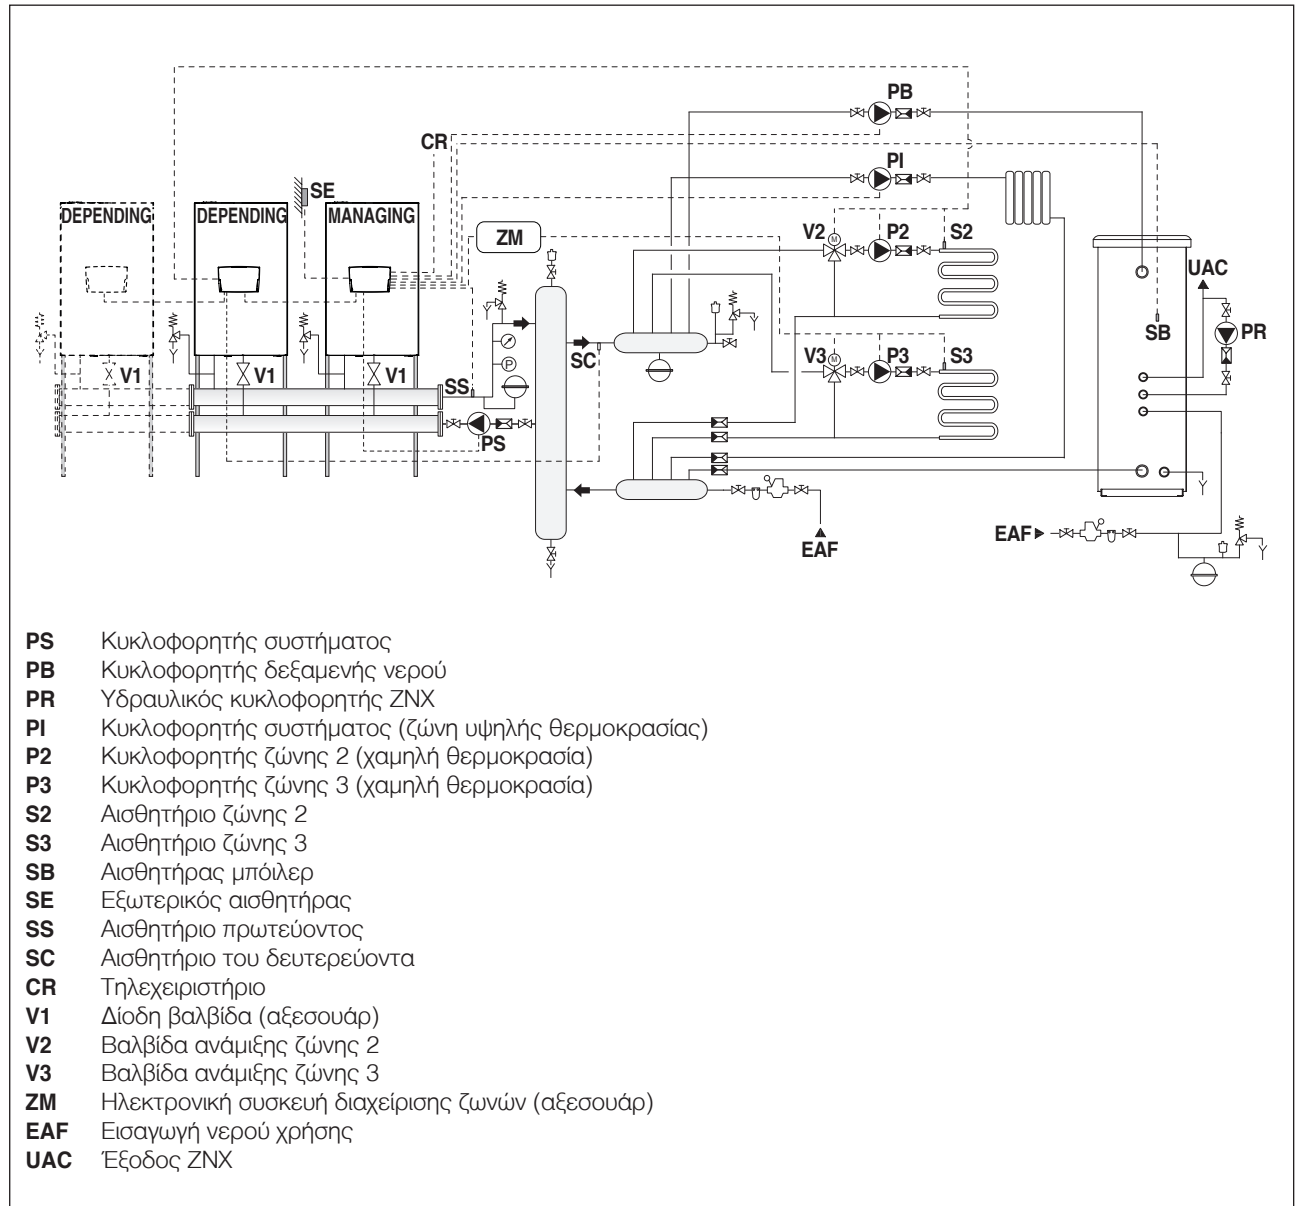 PB
CR
PI
SE
DEPENDING DEPENDING MANAGING
ZM
V2 P2 S2
UAC
SB PR
SC
V3 P3 S3
V1 V1 V1
SS
P
PS
M
M
EAF
EAF
PS Κυκλοφορητής συστήματος
PB Κυκλοφορητής δεξαμενής νερού
PR Υδραυλικός κυκλοφορητής ΖΝΧ
PI Κυκλοφορητής συστήματος (ζώνη υψηλής θερμοκρασίας)
P2 Κυκλοφορητής ζώνης 2 (χαμηλή θερμοκρασία)
P3 Κυκλοφορητής ζώνης 3 (χαμηλή θερμοκρασία)
S2 Αισθητήριο ζώνης 2
S3 Αισθητήριο ζώνης 3
SB Αισθητήρας μπόιλερ
SE Εξωτερικός αισθητήρας
SS Αισθητήριο πρωτεύοντος
SC Αισθητήριο του δευτερεύοντα
CR Τηλεχειριστήριο
V1 Δίοδη βαλβίδα (αξεσουάρ)
V2 Βαλβίδα ανάμιξης ζώνης 2
V3 Βαλβίδα ανάμιξης ζώνης 3
ZM Ηλεκτρονική συσκευή διαχείρισης ζωνών (αξεσουάρ)
EAF Εισαγωγή νερού χρήσης
UAC Έξοδος ΖΝΧ